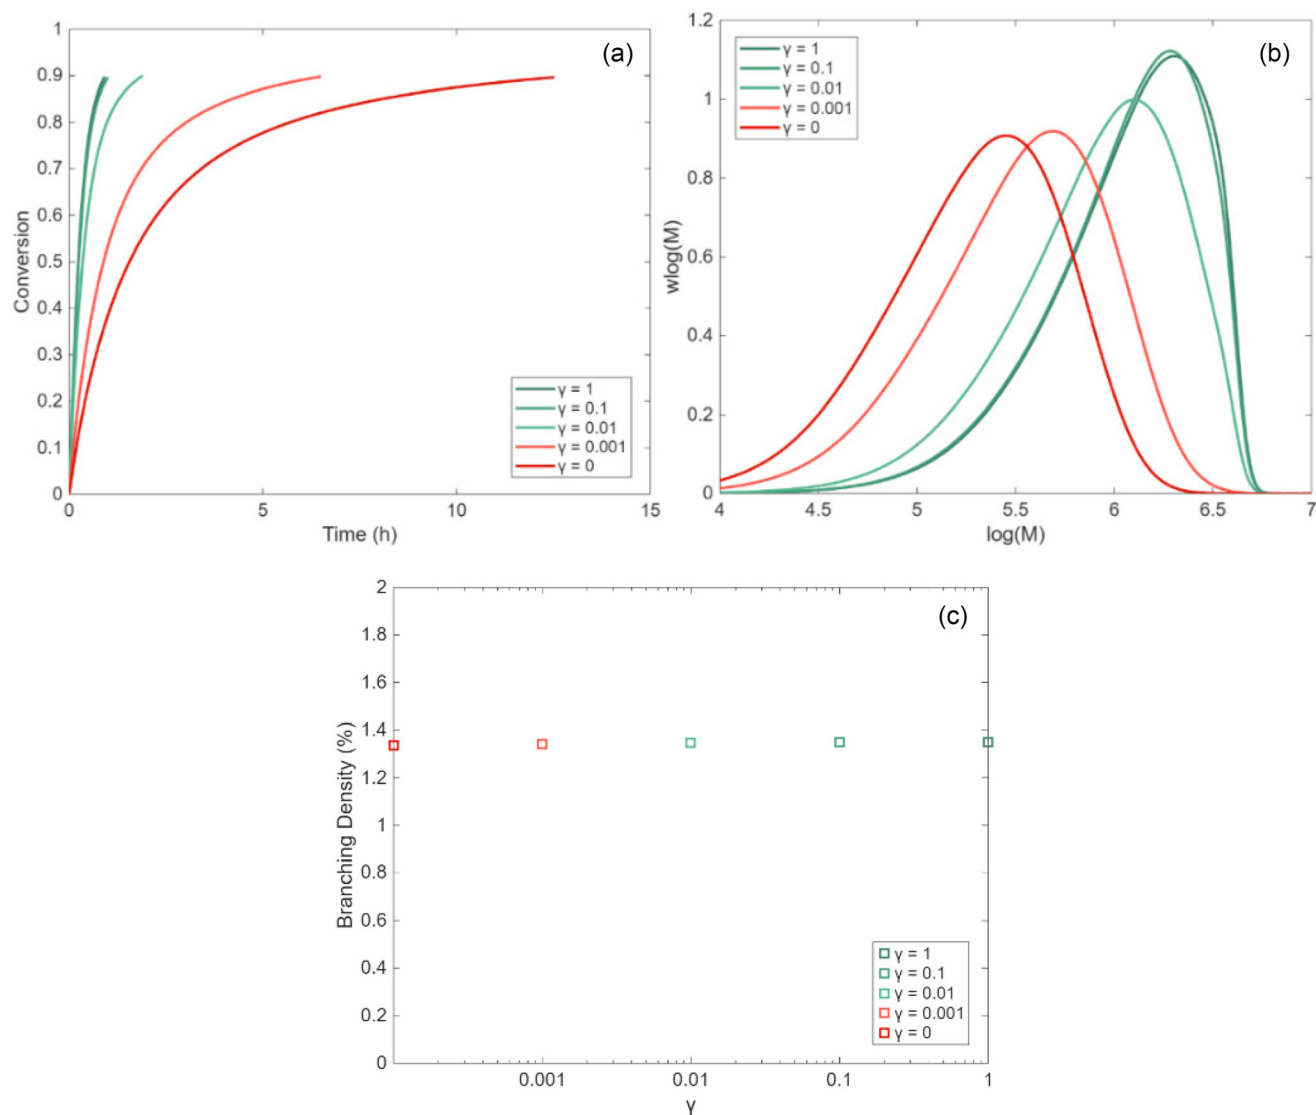 (a)
1
0.9
0.8
0.7
0.6
0.5
0.4
0.3
0.2
0.1
0
Conversion
γ = 1
γ = 0.1
γ = 0.01
γ = 0.001
γ = 0
0 5 10 15
Time (h)
(b)
1.2
1
0.8
0.6
0.4
0.2
0
wlog(M)
γ = 1
γ = 0.1
γ = 0.01
γ = 0.001
γ = 0
4 4.5 5 5.5 6 6.5 7
log(M)
(c)
2
1.8
1.6
1.4
1.2
1
0.8
0.6
0.4
0.2
0
Branching Density (%)
γ = 1
γ = 0.1
γ = 0.01
γ = 0.001
γ = 0
0.001 0.01 0.1 1
γ